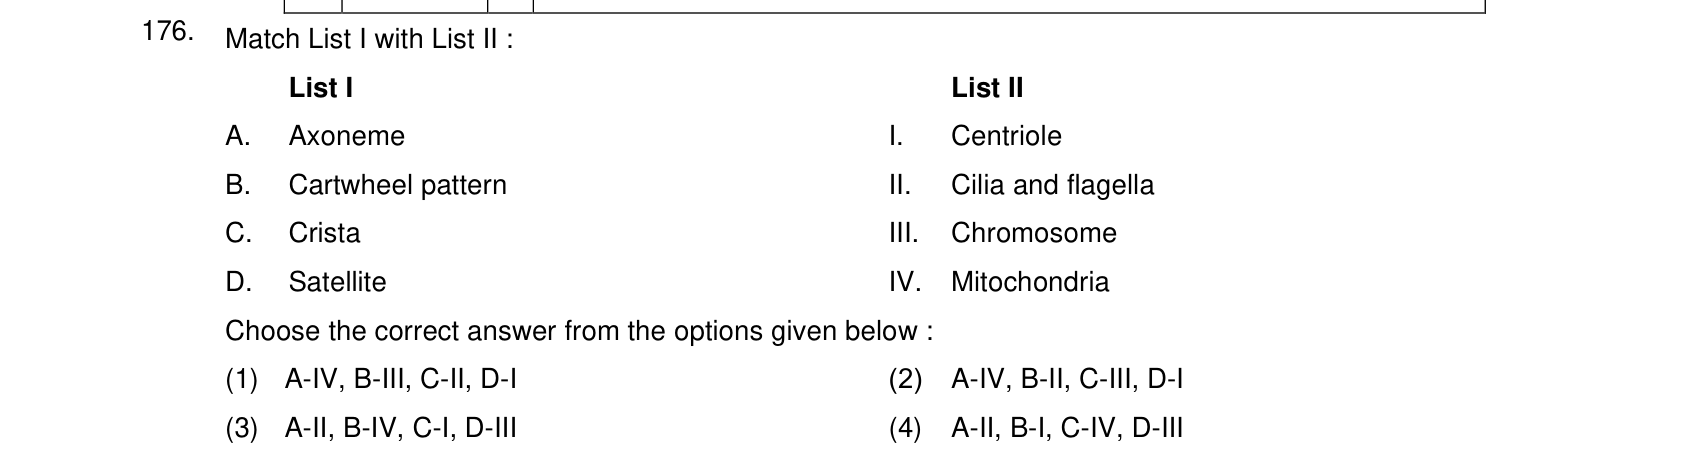 176. Match List I with List II :
List I List II
A. Axoneme I. Centriole
B. Cartwheel pattern II. Cilia and flagella
C. Crista III. Chromosome
D. Satellite IV. Mitochondria
Choose the correct answer from the options given below :
(1) A-IV, B-III, C-II, D-I (2) A-IV, B-II, C-III, D-I
(3) A-II, B-IV, C-I, D-III (4) A-II, B-I, C-IV, D-III